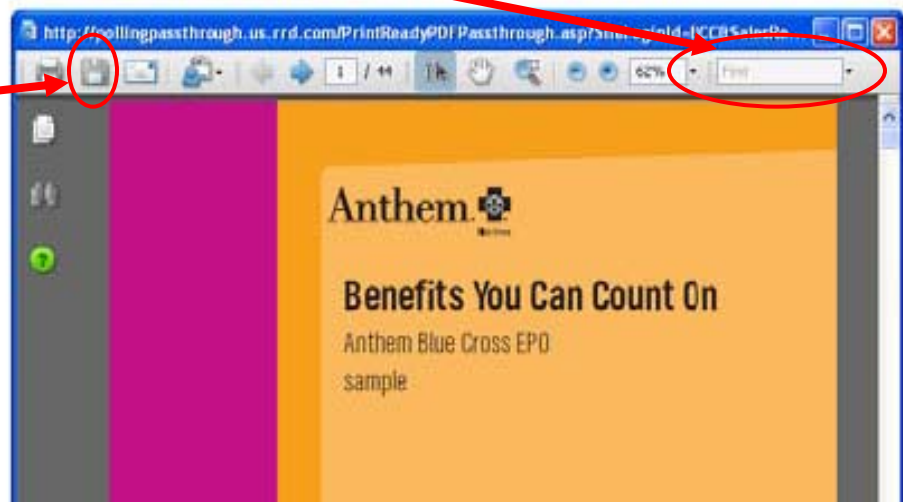 http://pollingpassthrough.us.rrd.com/PrintReadyPDFPassthrough.asp?
1 / 44 62% Find
Anthem.
Benefits You Can Count On
Anthem Blue Cross EPO
sample